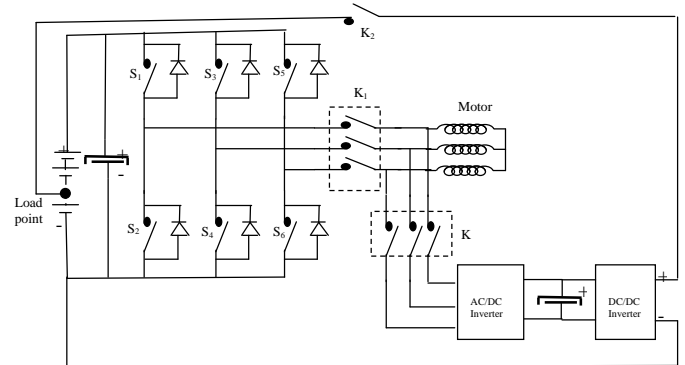 K2
S1
S3
S5
K1
Motor
+
+
-
Load
point
-
S2
S4
S6
K
AC/DC
Inverter
+
DC/DC
Inverter
+
-